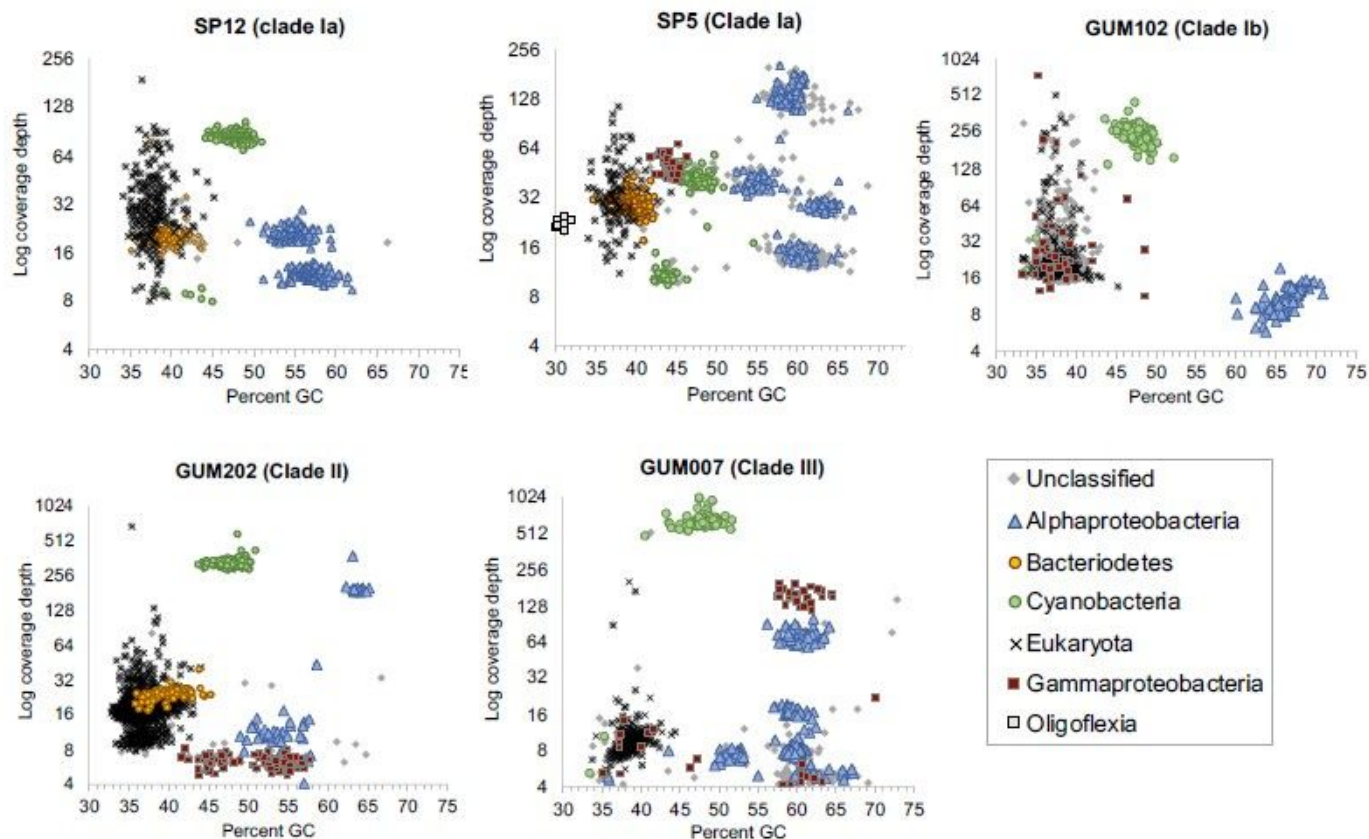 SP12 (clade Ia)
256
128
64
32
16
8
4
30 35 40 45 50 55 60 65 70 75
Log coverage depth
Percent GC
SP5 (Clade Ia)
256
128
64
32
16
8
4
30 35 40 45 50 55 60 65 70
Log coverage depth
Percent GC
GUM102 (Clade Ib)
1024
512
256
128
64
32
16
8
4
30 35 40 45 50 55 60 65 70 75
Log coverage depth
Percent GC
GUM202 (Clade II)
1024
512
256
128
64
32
16
8
4
30 35 40 45 50 55 60 65 70 75
Log coverage depth
Percent GC
GUM007 (Clade III)
1024
512
256
128
64
32
16
8
4
30 35 40 45 50 55 60 65 70 75
Log coverage depth
Percent GC
Unclassified
Alphaproteobacteria
Bacteriodetes
Cyanobacteria
Eukaryota
Gammaproteobacteria
Oligoflexia